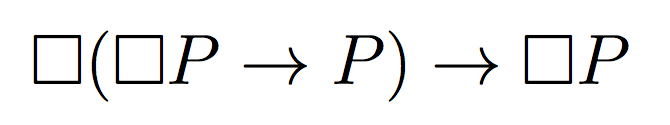 □(□P → P) → □P